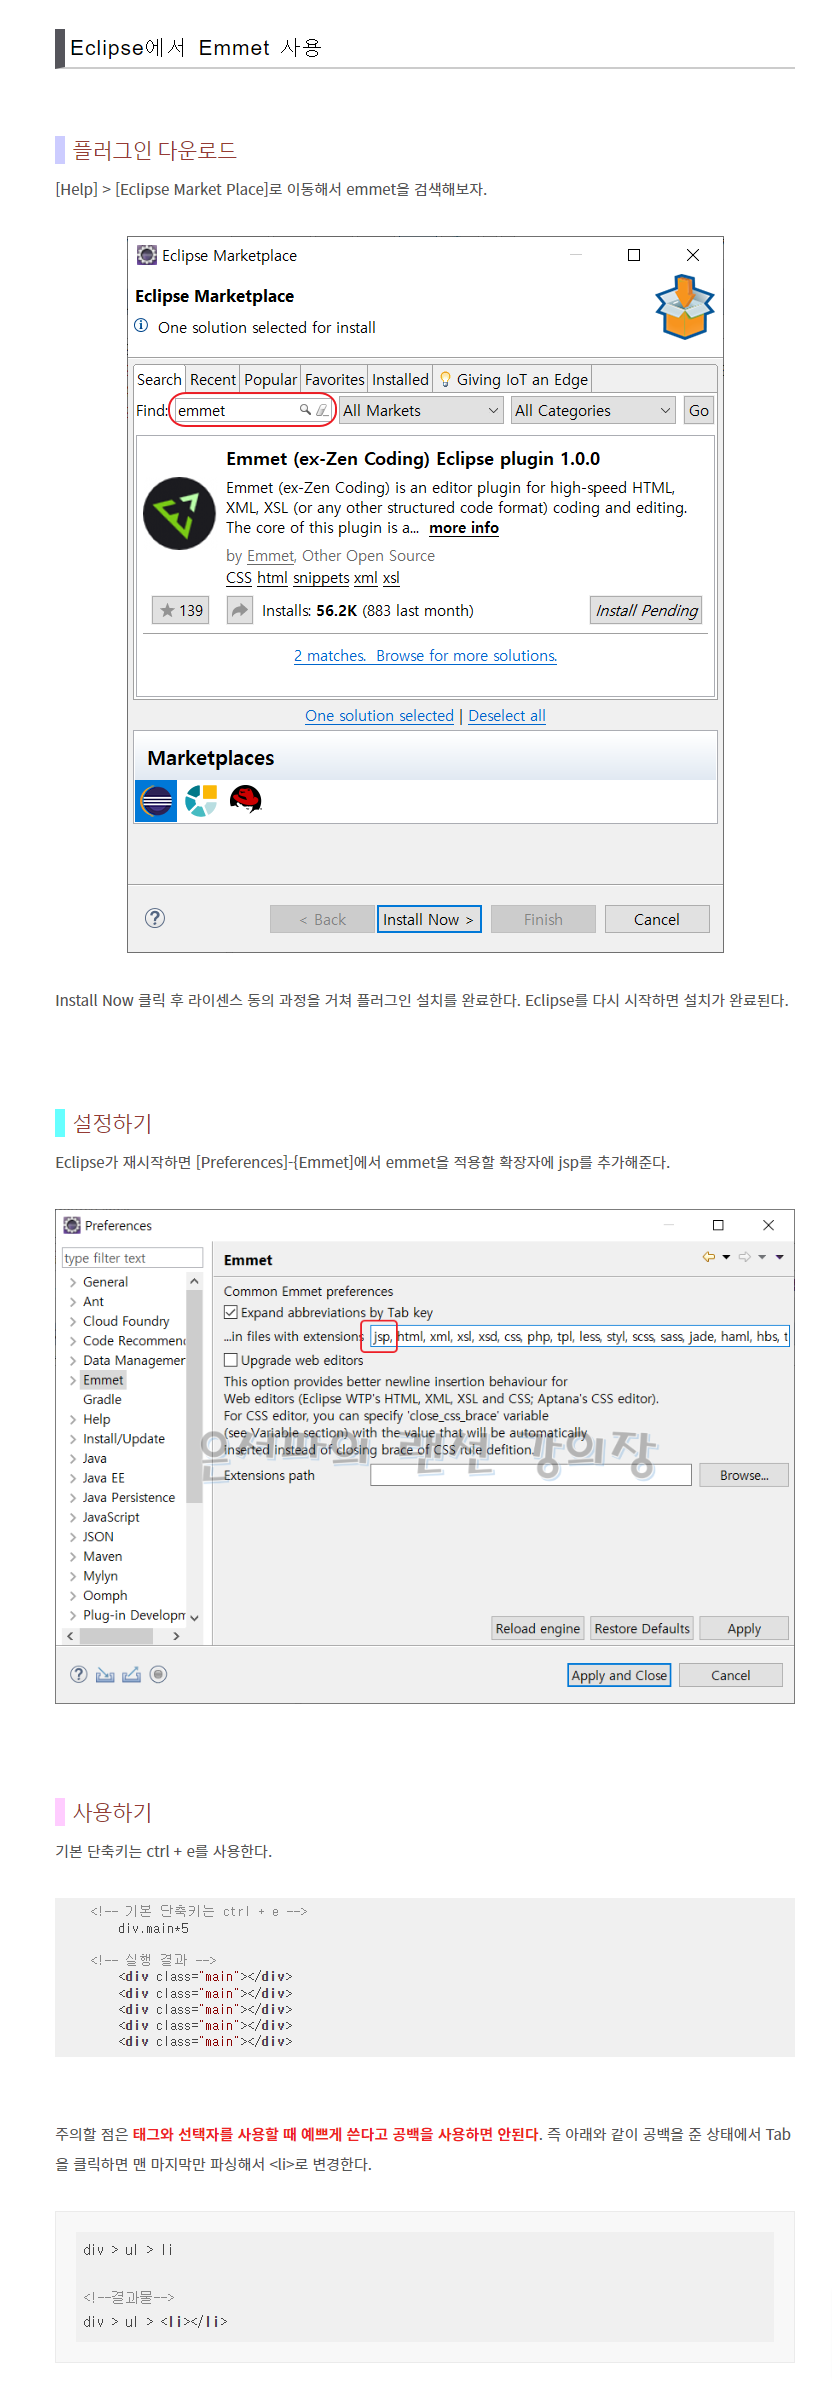 Eclipse에서 Emmet 사용
플러그인 다운로드
[Help] > [Eclipse Market Place]로 이동해서 emmet을 검색해보자.
Eclipse Marketplace
Eclipse Marketplace
One solution selected for install
Search Recent Popular Favorites Installed Giving IoT an Edge
Find: emmet All Markets All Categories Go
Emmet (ex-Zen Coding) Eclipse plugin 1.0.0
Emmet (ex-Zen Coding) is an editor plugin for high-speed HTML,
XML, XSL (or any other structured code format) coding and editing.
The core of this plugin is a... more info
by Emmet, Other Open Source
CSS html snippets xml xsl
139 Installs: 56.2K (883 last month) Install Pending
2 matches. Browse for more solutions.
One solution selected | Deselect all
Marketplaces
< Back Install Now > Finish Cancel
Install Now 클릭 후 라이센스 동의 과정을 거쳐 플러그인 설치를 완료한다. Eclipse를 다시 시작하면 설치가 완료된다.
설정하기
Eclipse가 재시작하면 [Preferences]-{Emmet]에서 emmet을 적용할 확장자에 jsp를 추가해준다.
Preferences
type filter text
General
Ant
Cloud Foundry
Code Recommen
Data Managemer
Emmet
Gradle
Help
Install/Update
Java
Java EE
Java Persistence
JavaScript
JSON
Maven
Mylyn
Oomph
Plug-in Developm
Emmet
Common Emmet preferences
Expand abbreviations by Tab key
...in files with extensions jsp, html, xml, xsl, xsd, css, php, tpl, less, styl, scss, sass, jade, haml, hbs, t
Upgrade web editors
This option provides better newline insertion behaviour for
Web editors (Eclipse WTP's HTML, XML, XSL and CSS; Aptana's CSS editor).
For CSS editor, you can specify 'close_css_brace' variable
(see Variable section) with the value that will be automatically
inserted instead of closing brace of CSS rule defition.
은서파의 랜선 강의장
Extensions path Browse...
Reload engine Restore Defaults Apply
Apply and Close Cancel
사용하기
기본 단축키는 ctrl + e를 사용한다.
<!-- 기본 단축키는 ctrl + e -->
div.main*5
<!-- 실행 결과 -->
<div class="main"></div>
<div class="main"></div>
<div class="main"></div>
<div class="main"></div>
<div class="main"></div>
주의할 점은 태그와 선택자를 사용할 때 예쁘게 쓴다고 공백을 사용하면 안된다. 즉 아래와 같이 공백을 준 상태에서 Tab
을 클릭하면 맨 마지막만 파싱해서 <li>로 변경한다.
div > ul > li
<!--결과물-->
div > ul > <li></li>